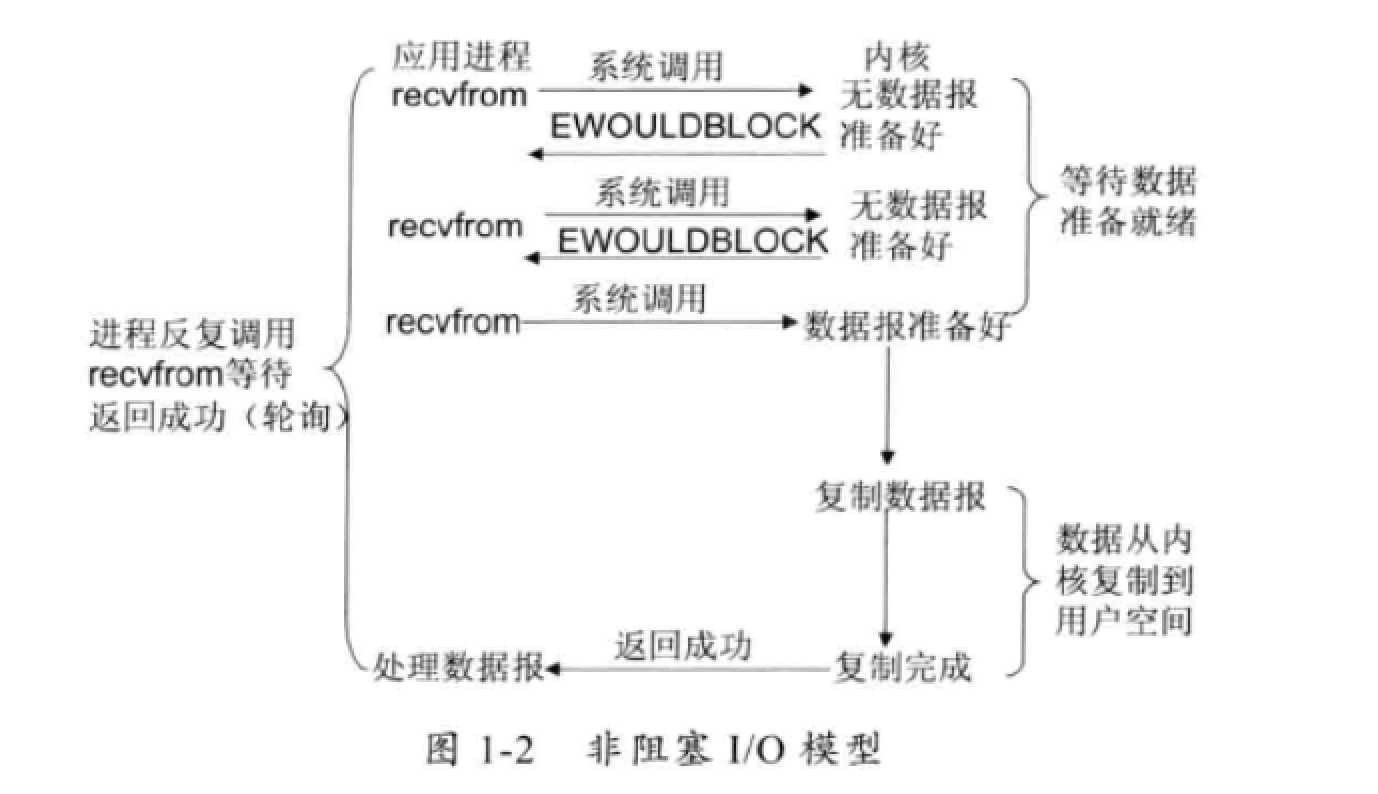 应用进程
系统调用
内核
recvfrom
无数据报
EWOULDBLOCK
准备好
系统调用
无数据报
recvfrom
EWOULDBLOCK
准备好
等待数据
准备就绪
系统调用
recvfrom
数据报准备好
进程反复调用
recvfrom等待
返回成功（轮询）
复制数据报
数据从内
核复制到
用户空间
返回成功
处理数据报
复制完成
图 1-2 非阻塞 I/O 模型